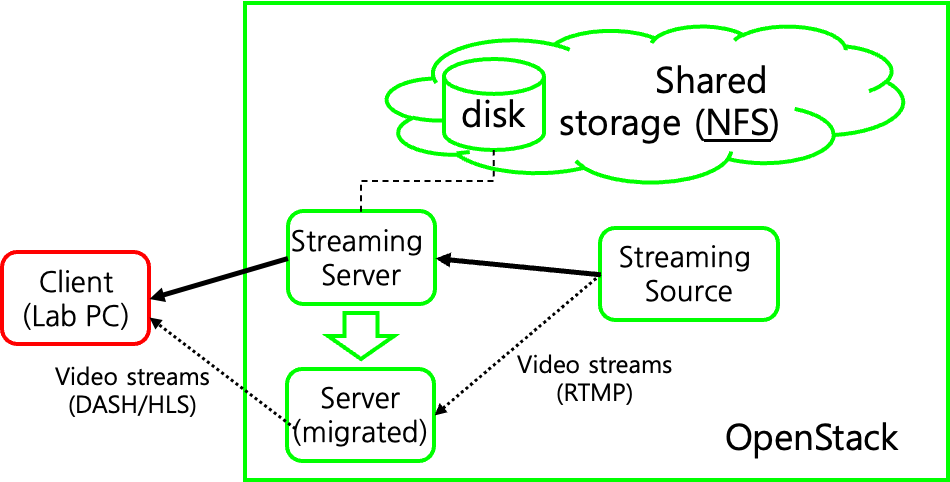 Shared
disk
storage (NFS)
Streaming
Server
Streaming
Source
Client
(Lab PC)
Video streams
(DASH/HLS)
Video streams
(RTMP)
Server
(migrated)
OpenStack